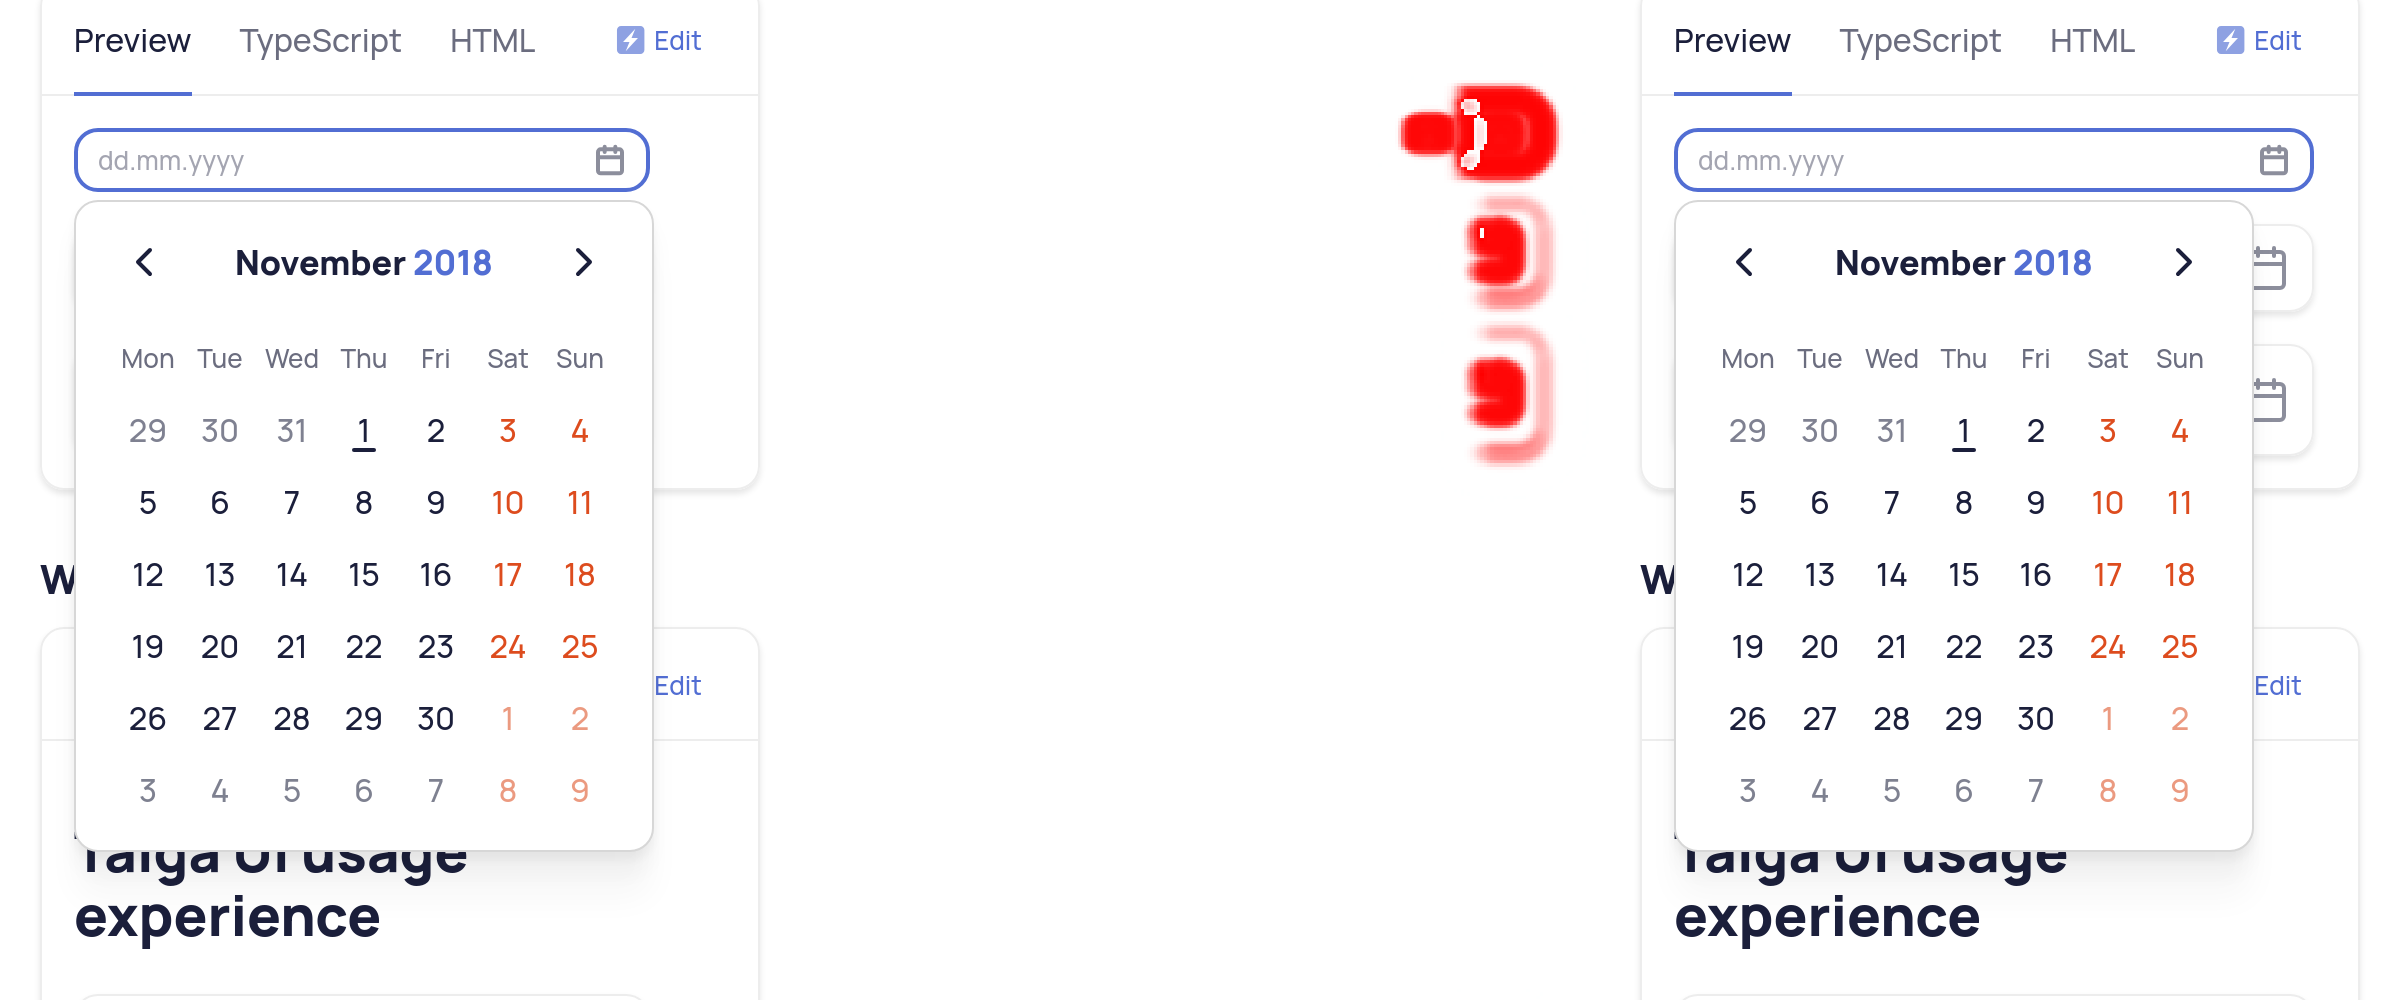 Preview TypeScript HTML Edit
dd.mm.yyyy
November 2018
Mon Tue Wed Thu Fri Sat Sun
29 30 31 1 2 3 4
5 6 7 8 9 10 11
12 13 14 15 16 17 18
19 20 21 22 23 24 25
Edit
26 27 28 29 30 1 2
3 4 5 6 7 8 9
Taiga UI usage
experience
Preview TypeScript HTML Edit
dd.mm.yyyy
November 2018
Mon Tue Wed Thu Fri Sat Sun
29 30 31 1 2 3 4
5 6 7 8 9 10 11
12 13 14 15 16 17 18
19 20 21 22 23 24 25
Edit
26 27 28 29 30 1 2
3 4 5 6 7 8 9
Taiga UI usage
experience